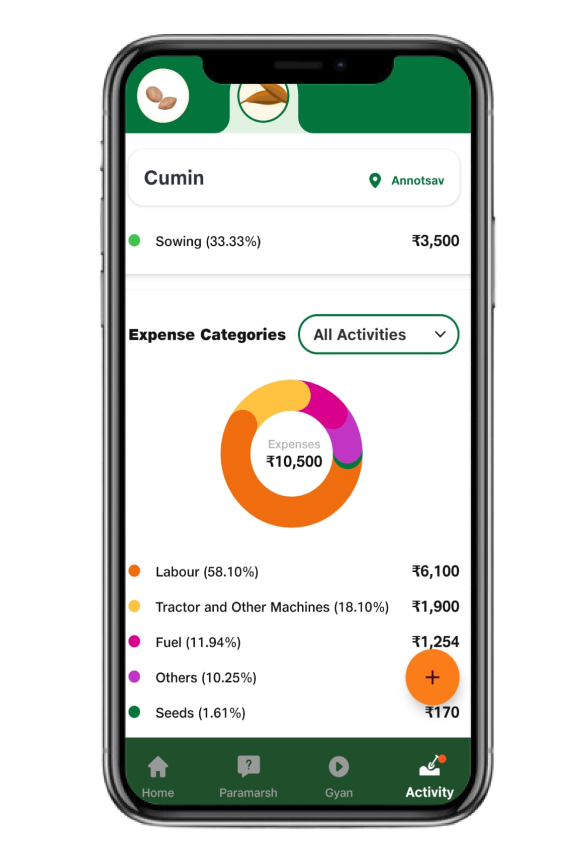 Cumin
Annotsav
Sowing (33.33%) ₹3,500
Expense Categories
All Activities
Expenses
₹10,500
Labour (58.10%) ₹6,100
Tractor and Other Machines (18.10%) ₹1,900
Fuel (11.94%) ₹1,254
Others (10.25%)
+
Seeds (1.61%) ₹170
?
Home Paramarsh Gyan Activity